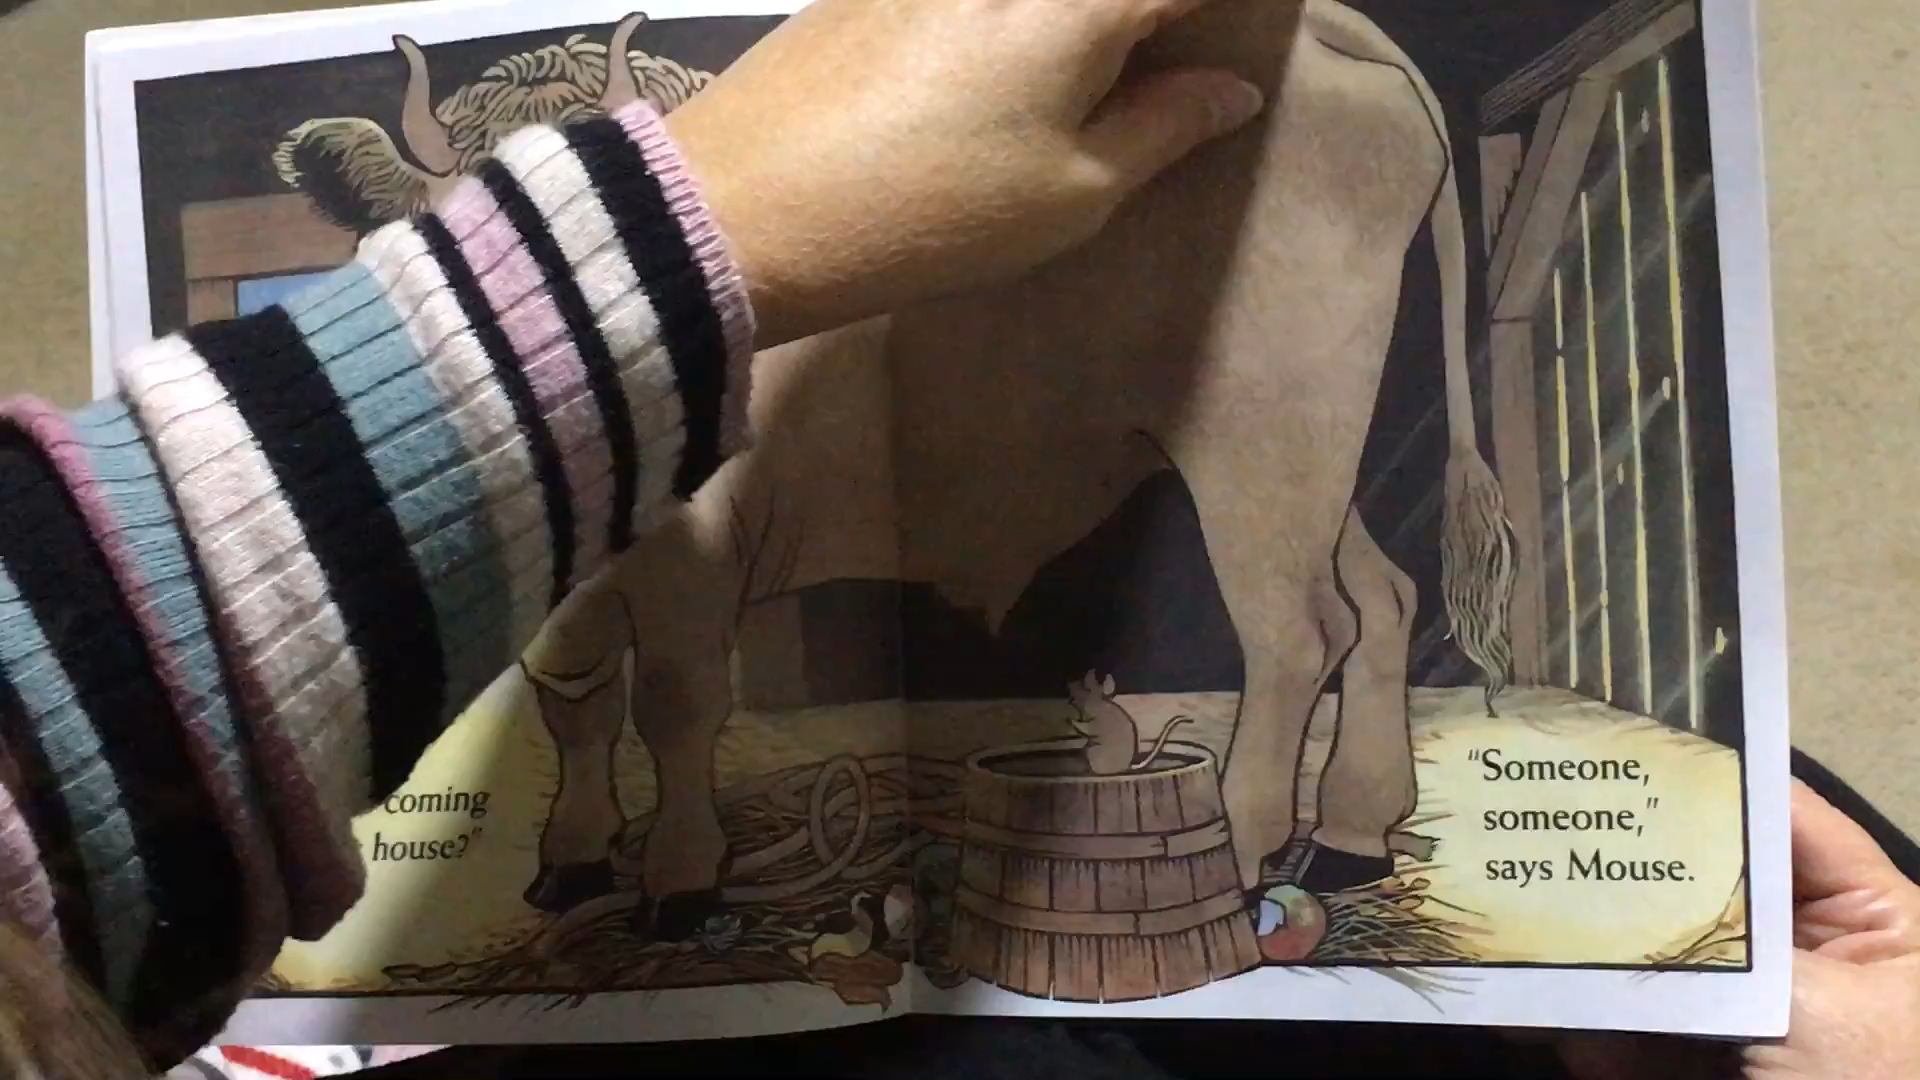 coming
house?"
"Someone,
someone,"
says Mouse.